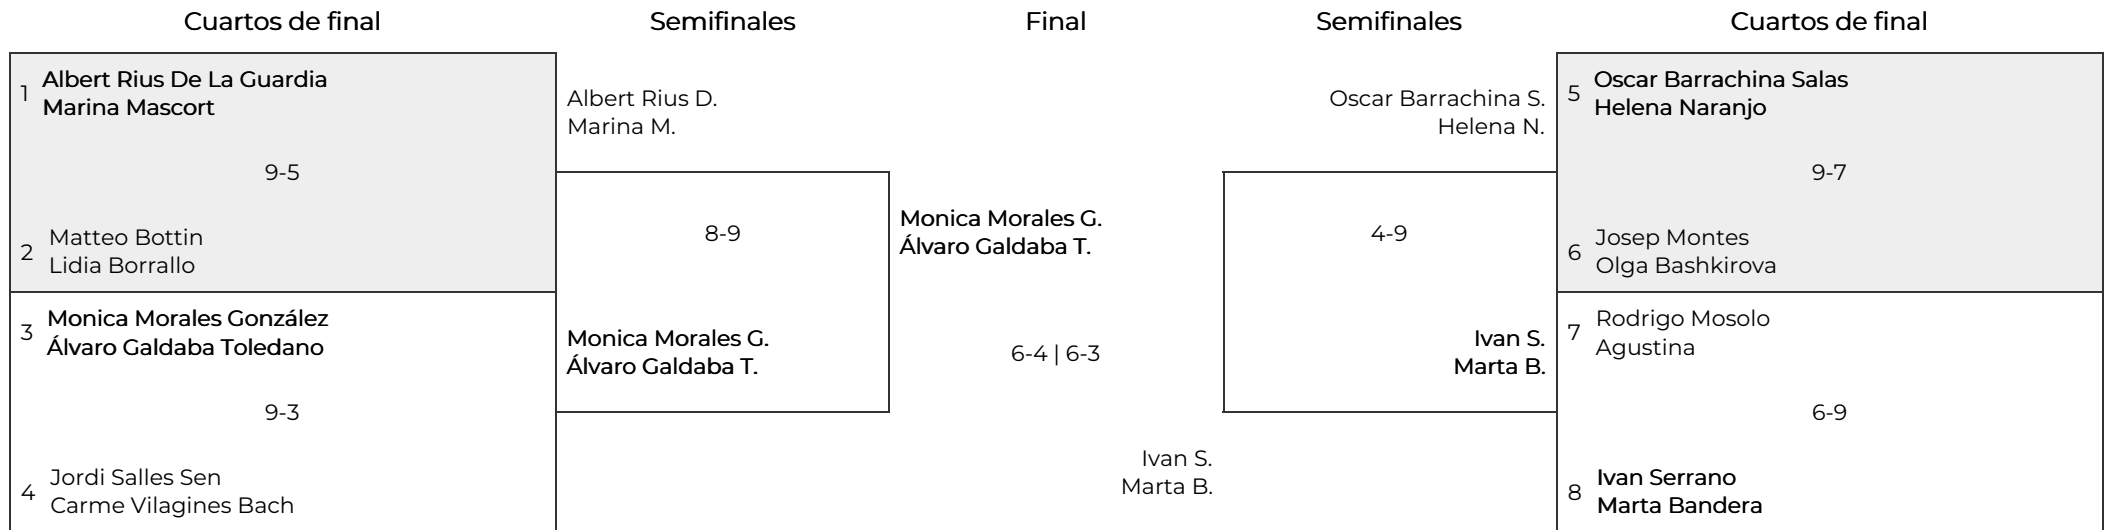 Cuartos de final
Semifinales
Final
Semifinales
Cuartos de final
1
Albert Rius De La Guardia
Marina Mascort
9-5
2
Matteo Bottin
Lidia Borrallo
3
Monica Morales González
Álvaro Galdaba Toledano
9-3
4
Jordi Salles Sen
Carme Vilagines Bach
Albert Rius D.
Marina M.
8-9
Monica Morales G.
Álvaro Galdaba T.
Monica Morales G.
Álvaro Galdaba T.
6-4 | 6-3
Ivan S.
Marta B.
Oscar Barrachina S.
Helena N.
4-9
Ivan S.
Marta B.
5
Oscar Barrachina Salas
Helena Naranjo
9-7
6
Josep Montes
Olga Bashkirova
7
Rodrigo Mosolo
Agustina
6-9
8
Ivan Serrano
Marta Bandera